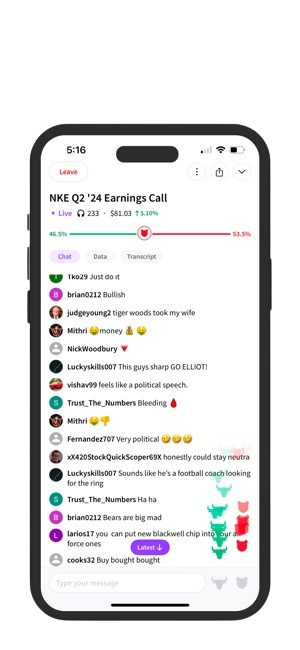 5:16
Leave
NKE Q2 '24 Earnings Call
Live 233 · $81.03 ↑5.10%
46.5% 53.5%
Chat Data Transcript
Tko29 Just do it
B brian0212 Bullish
judgeyoung2 tiger woods took my wife
Mithri 🤑money 💰 🤑
NickWoodbury 🔻
Luckyskills007 This guys sharp GO ELLIOT!
vishav99 feels like a political speech.
S Trust_The_Numbers Bleeding 🩸
Mithri 🤑👎
Fernandez707 Very political 🤣🤣🤣
xX420StockQuickScoper69X honestly could stay neutra
Luckyskills007 Sounds like he's a football coach looking
for the ring
S Trust_The_Numbers Ha ha
B brian0212 Bears are big mad
L larios17 you can put new blackwell chip into your
force ones
Latest ↓
cooks32 Buy bought bought
Type your message